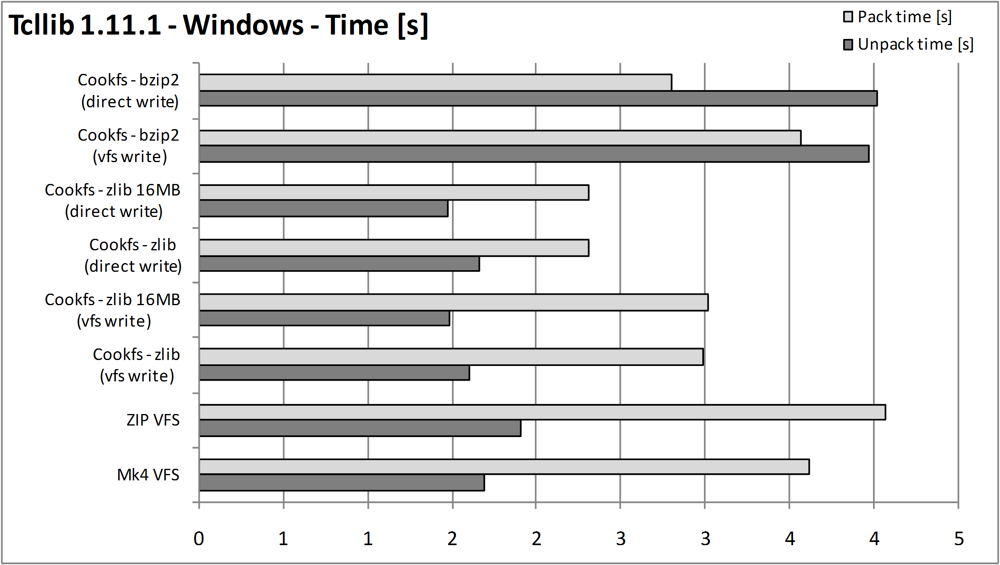 Tcllib 1.11.1 - Windows - Time [s]
Pack time [s]
Unpack time [s]
Cookfs - bzip2
(direct write)
Cookfs - bzip2
(vfs write)
Cookfs - zlib 16MB
(direct write)
Cookfs - zlib
(direct write)
Cookfs - zlib 16MB
(vfs write)
Cookfs - zlib
(vfs write)
ZIP VFS
Mk4 VFS
0 1 1 2 2 3 3 4 4 5